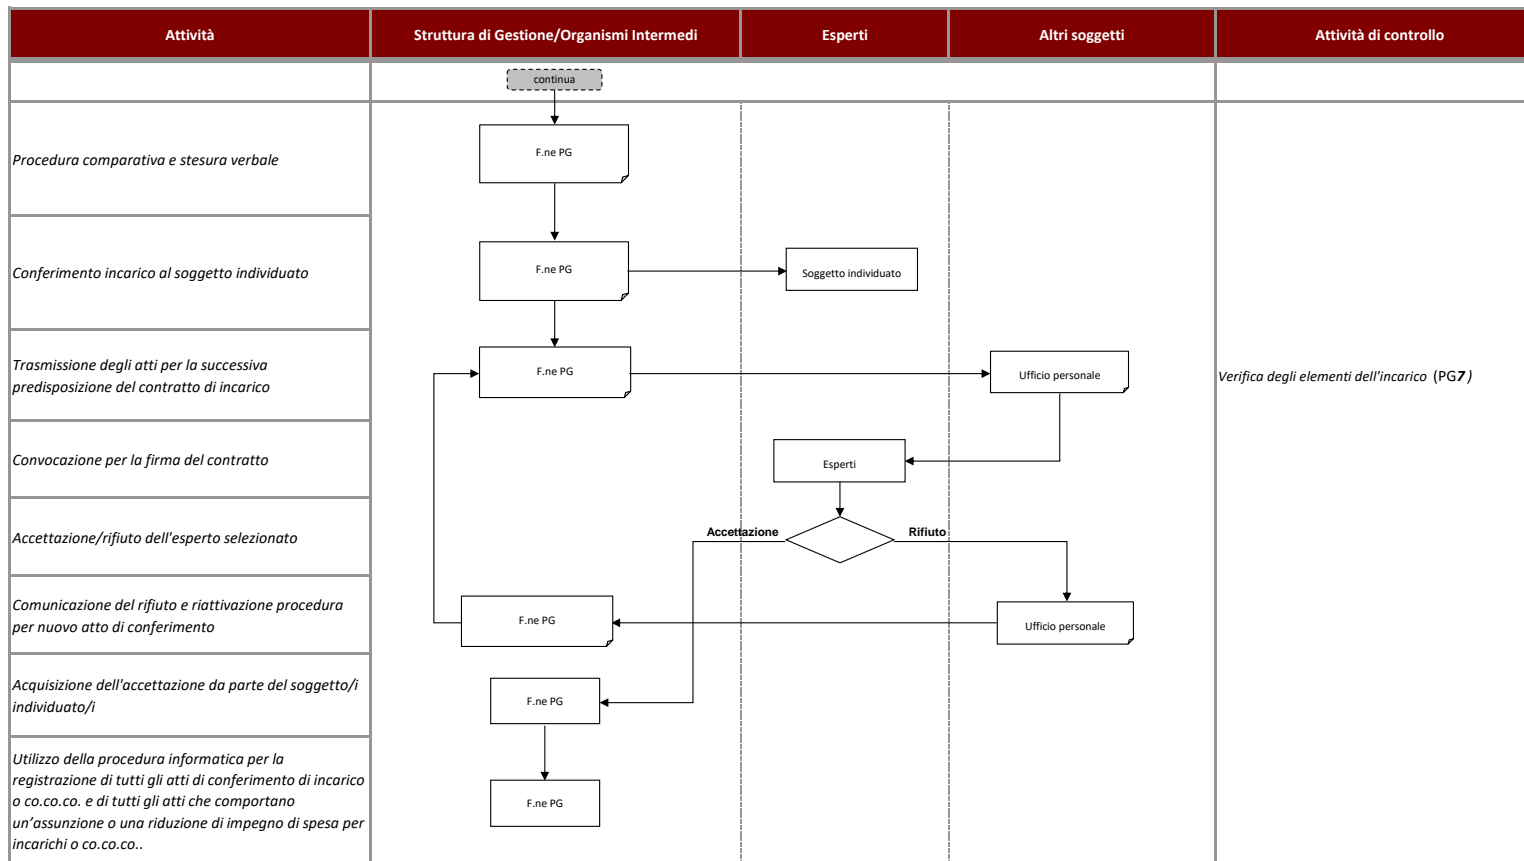 Attività
Struttura di Gestione/Organismi Intermedi
Esperti
Altri soggetti
Attività di controllo
continua
Procedura comparativa e stesura verbale
F.ne PG
Conferimento incarico al soggetto individuato
F.ne PG
Soggetto individuato
Trasmissione degli atti per la successiva
predisposizione del contratto di incarico
F.ne PG
Ufficio personale
Verifica degli elementi dell'incarico (PG7)
Convocazione per la firma del contratto
Esperti
Accettazione/rifiuto dell'esperto selezionato
Accettazione
Rifiuto
Comunicazione del rifiuto e riattivazione procedura
per nuovo atto di conferimento
F.ne PG
Ufficio personale
Acquisizione dell'accettazione da parte del soggetto/i
individuato/i
F.ne PG
Utilizzo della procedura informatica per la
registrazione di tutti gli atti di conferimento di incarico
o co.co.co. e di tutti gli atti che comportano
un’assunzione o una riduzione di impegno di spesa per
incarichi o co.co.co..
F.ne PG